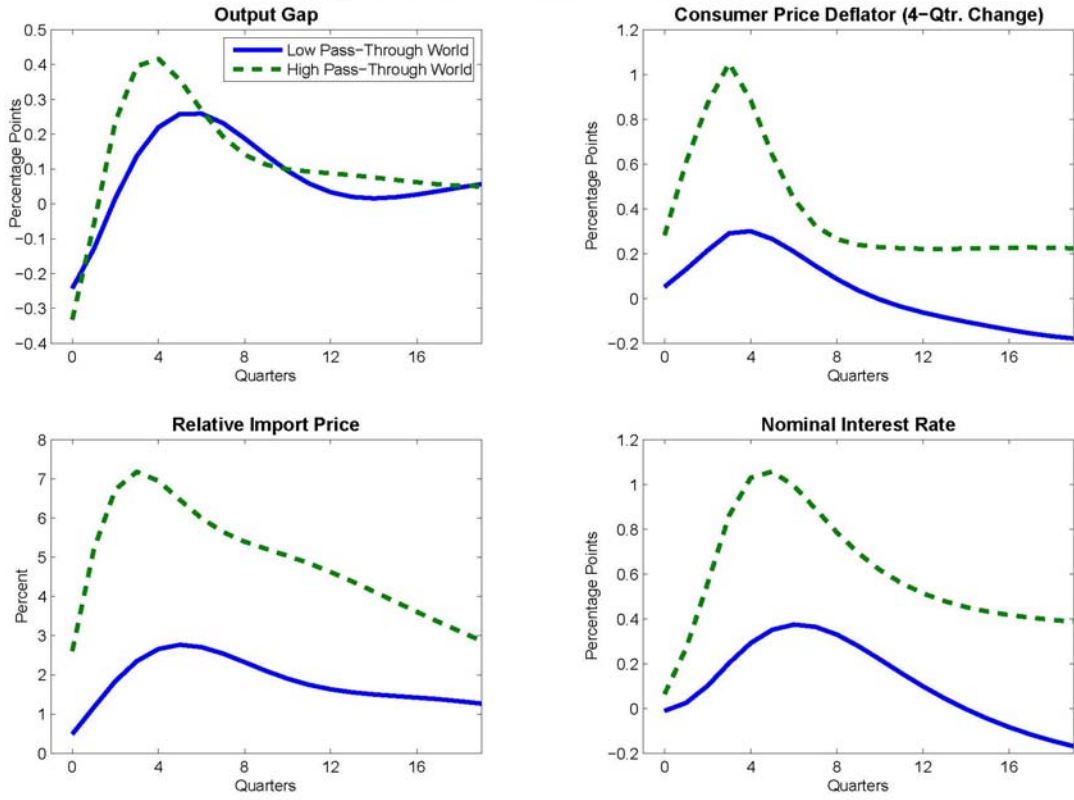 Output Gap
Percentage Points
0.5
0.4
0.3
0.2
0.1
0
−0.1
−0.2
−0.3
−0.4
Low Pass−Through World
High Pass−Through World
0 4 8 12 16
Quarters
Consumer Price Deflator (4−Qtr. Change)
Percentage Points
1.2
1
0.8
0.6
0.4
0.2
0
−0.2
0 4 8 12 16
Quarters
Relative Import Price
Percent
8
7
6
5
4
3
2
1
0
0 4 8 12 16
Quarters
Nominal Interest Rate
Percentage Points
1.2
1
0.8
0.6
0.4
0.2
0
−0.2
0 4 8 12 16
Quarters